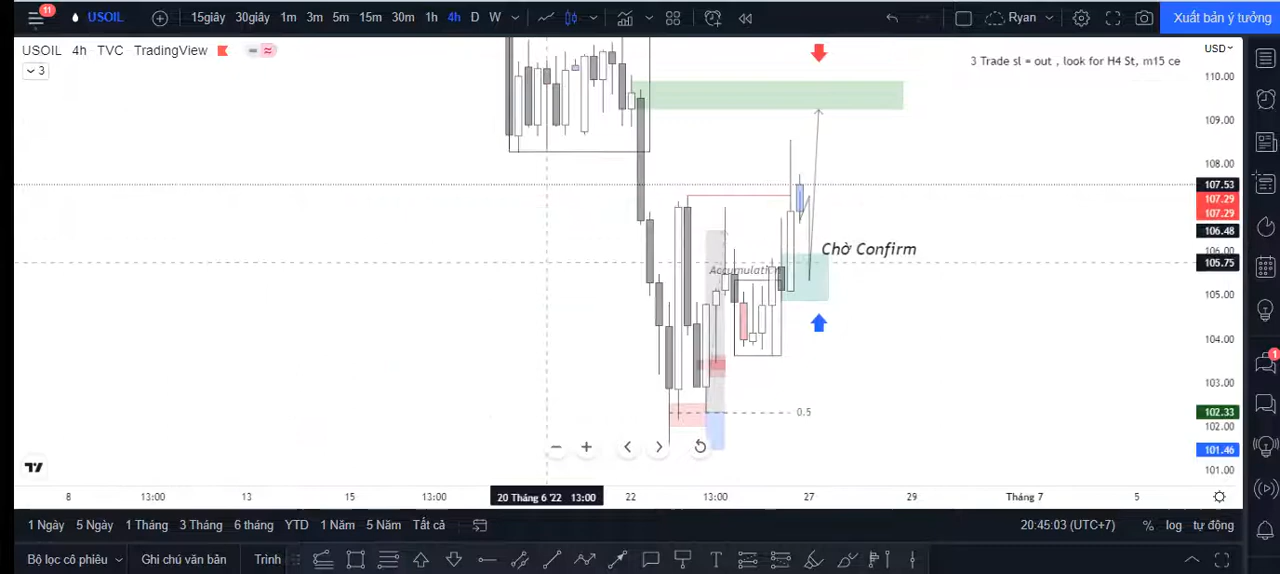 11
USOIL
15giây 30giây 1m 3m 5m 15m 30m 1h 4h D W
Ryan
Xuất bản ý tưởng
USOIL 4h TVC TradingView
3
USD
3 Trade sl = out , look for H4 St, m15 ce
110.00
109.00
108.00
107.53
107.29
107.29
106.48
106.00
105.75
105.00
104.00
103.00
102.33
102.00
101.46
101.00
Chờ Confirm
Accumulation
0.5
1
8 13:00 13 15 13:00 20 Tháng 6 '22 13:00 22 13:00 27 29 Tháng 7 5
1 Ngày 5 Ngày 1 Tháng 3 Tháng 6 tháng YTD 1 Năm 5 Năm Tất cả
20:45:03 (UTC+7) % log tự động
Bộ lọc cổ phiếu Ghi chú văn bản Trình